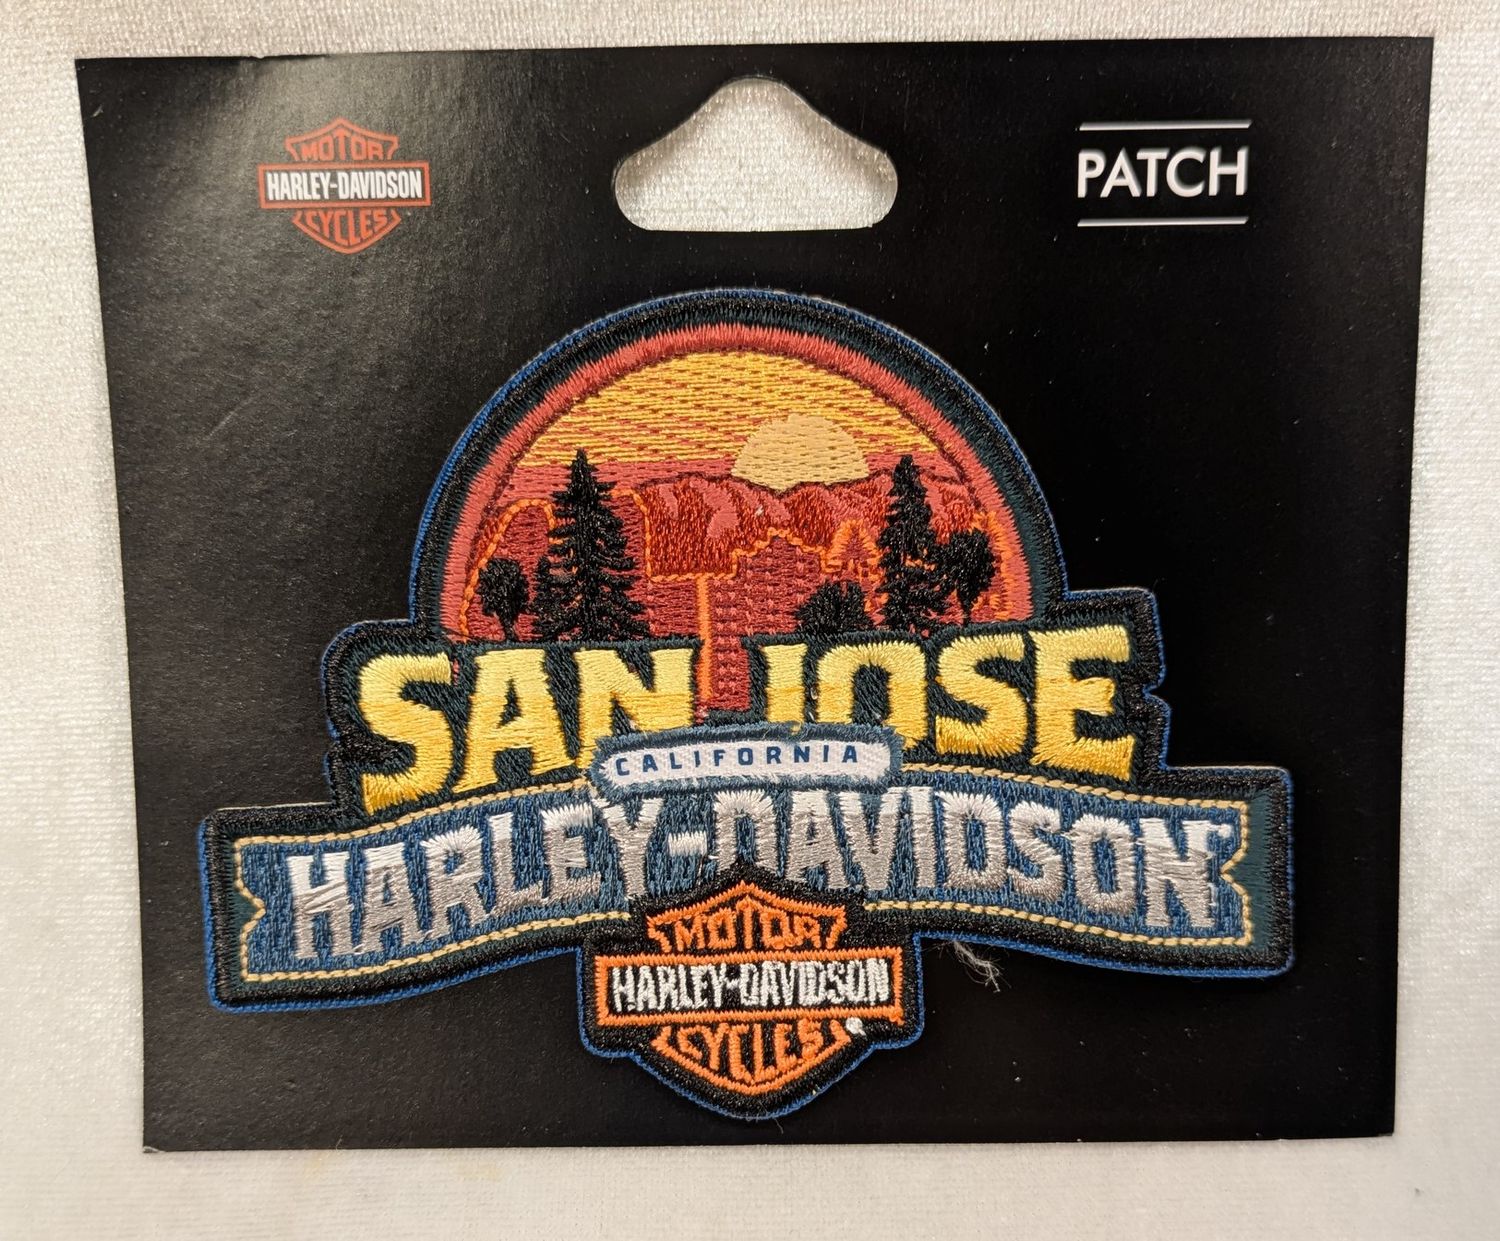 MOTOR
HARLEY-DAVIDSON
CYCLES
PATCH
SAN JOSE
CALIFORNIA
HARLEY-DAVIDSON
MOTOR
HARLEY-DAVIDSON
CYCLES®